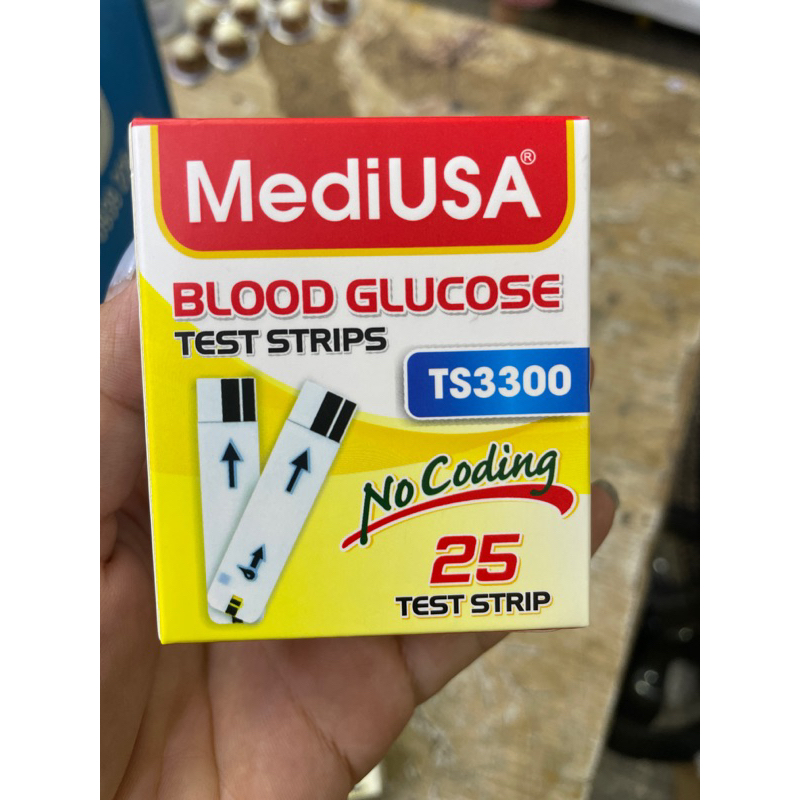 MediUSA®
BLOOD GLUCOSE
TEST STRIPS
TS3300
No Coding
25
TEST STRIP